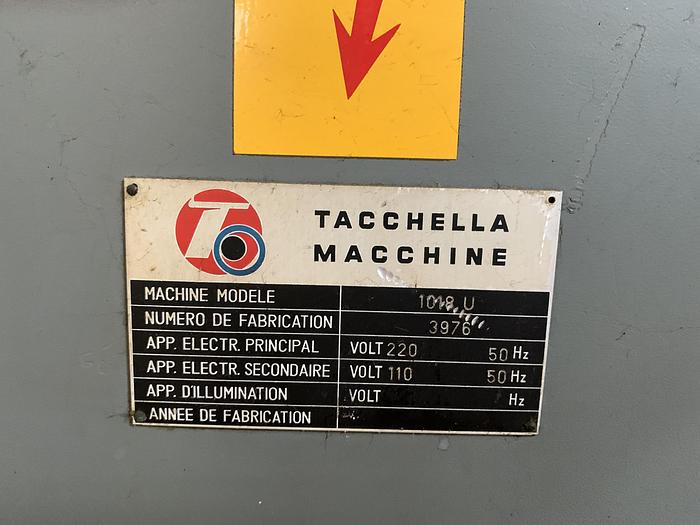 TACCHELLA
MACCHINE
MACHINE MODELE 1018 U
NUMERO DE FABRICATION 3976
APP. ELECTR. PRINCIPAL VOLT 220 50 Hz
APP. ELECTR. SECONDAIRE VOLT 110 50 Hz
APP. D'ILLUMINATION VOLT Hz
ANNEE DE FABRICATION